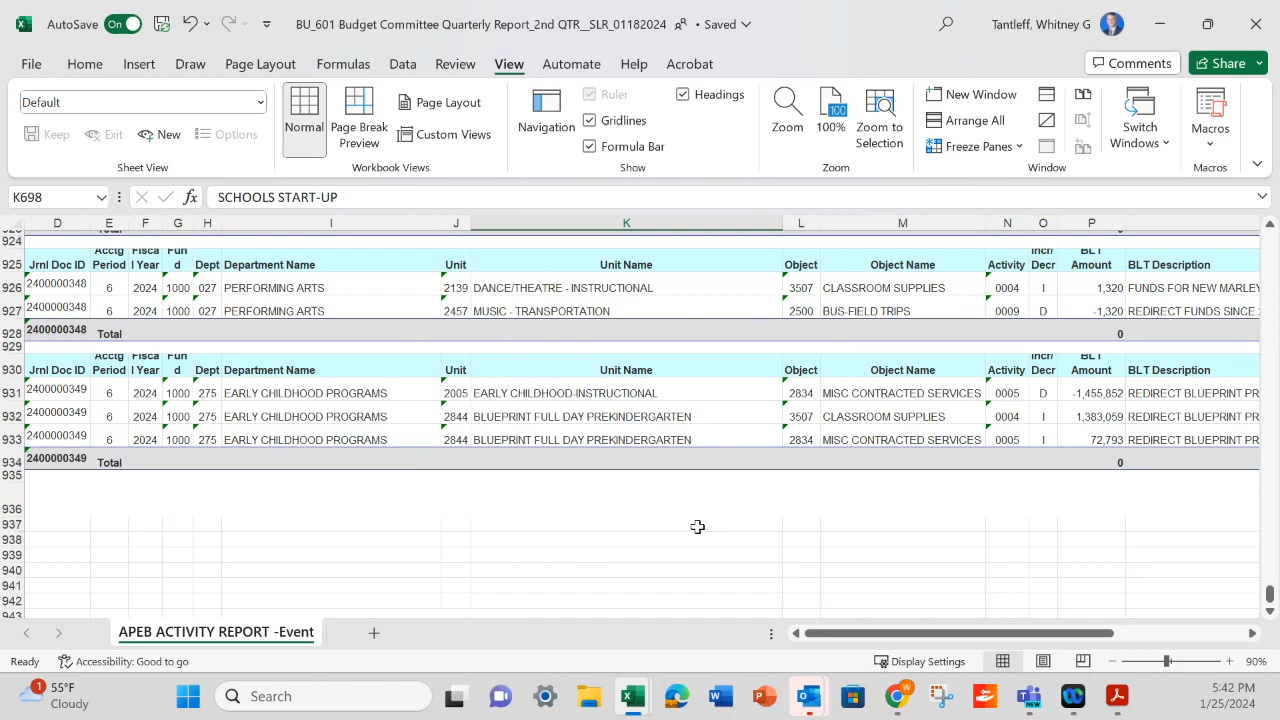 AutoSave On BU_601 Budget Committee Quarterly Report_2nd QTR__SLR_01182024 • Saved Tantleff, Whitney G
File Home Insert Draw Page Layout Formulas Data Review View Automate Help Acrobat Comments Share
Default Normal Page Break Preview Page Layout Custom Views Navigation Ruler Headings Gridlines Formula Bar Zoom 100% Zoom to Selection New Window Arrange All Freeze Panes Switch Windows Macros
Keep Exit New Options
Sheet View Workbook Views Show Zoom Window Macros
K698 fx SCHOOLS START-UP
D E F G H I J K L M N O P
Total 0
924
925 Jrnl Doc ID Acctg Period Fisca l Year Fun d Dept Department Name Unit Unit Name Object Object Name Activity Incr/ Decr BLT Amount BLT Description
926 2400000348 6 2024 1000 027 PERFORMING ARTS 2139 DANCE/THEATRE - INSTRUCTIONAL 3507 CLASSROOM SUPPLIES 0004 I 1,320 FUNDS FOR NEW MARLEY
927 2400000348 6 2024 1000 027 PERFORMING ARTS 2457 MUSIC - TRANSPORTATION 2500 BUS-FIELD TRIPS 0009 D -1,320 REDIRECT FUNDS SINCE
928 2400000348 Total 0
929
930 Jrnl Doc ID Acctg Period Fisca l Year Fun d Dept Department Name Unit Unit Name Object Object Name Activity Incr/ Decr BLT Amount BLT Description
931 2400000349 6 2024 1000 275 EARLY CHILDHOOD PROGRAMS 2005 EARLY CHILDHOOD-INSTRUCTIONAL 2834 MISC CONTRACTED SERVICES 0005 D -1,455,852 REDIRECT BLUEPRINT PR
932 2400000349 6 2024 1000 275 EARLY CHILDHOOD PROGRAMS 2844 BLUEPRINT FULL DAY PREKINDERGARTEN 3507 CLASSROOM SUPPLIES 0004 I 1,383,059 REDIRECT BLUEPRINT PR
933 2400000349 6 2024 1000 275 EARLY CHILDHOOD PROGRAMS 2844 BLUEPRINT FULL DAY PREKINDERGARTEN 2834 MISC CONTRACTED SERVICES 0005 I 72,793 REDIRECT BLUEPRINT PR
934 2400000349 Total 0
935
936
937
938
939
940
941
942
943
APEB ACTIVITY REPORT -Event
Ready Accessibility: Good to go Display Settings 90%
1 55°F Search NEW 5:42 PM
Cloudy 1/25/2024